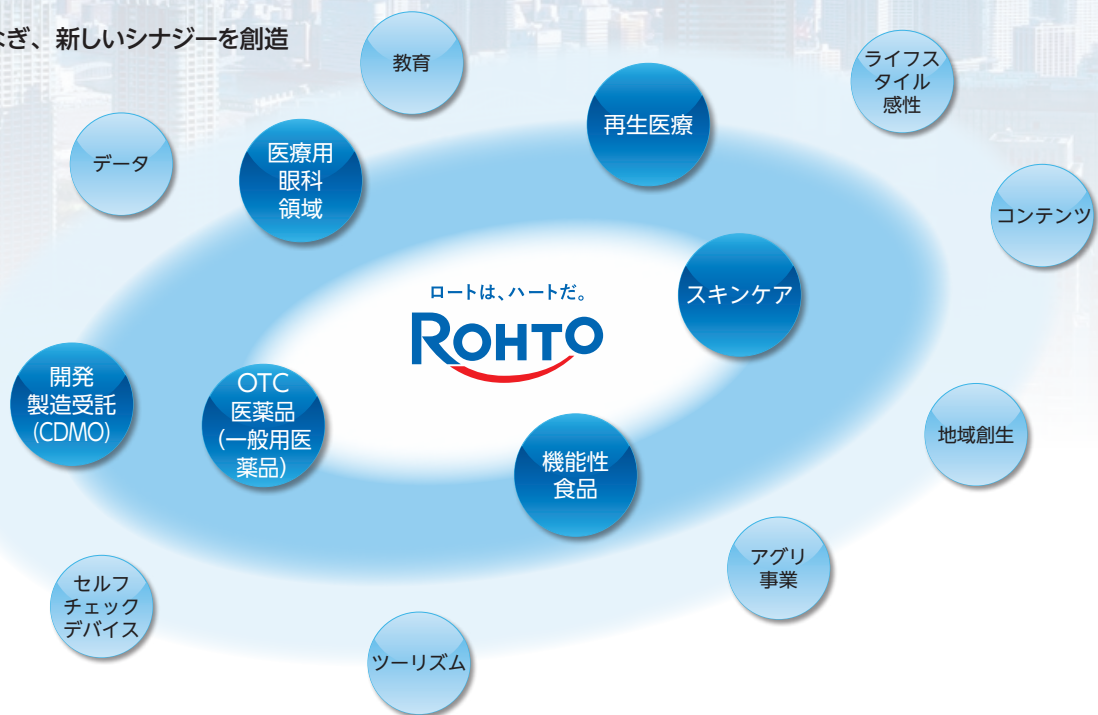 なぎ、新しいシナジーを創造
教育
ライフス
タイル
感性
再生医療
データ
医療用
眼科
領域
コンテンツ
ロートは、ハートだ。
ROHTO
スキンケア
開発
製造受託
(CDMO)
OTC
医薬品
(一般用医
薬品)
機能性
食品
地域創生
アグリ
事業
セルフ
チェック
デバイス
ツーリズム